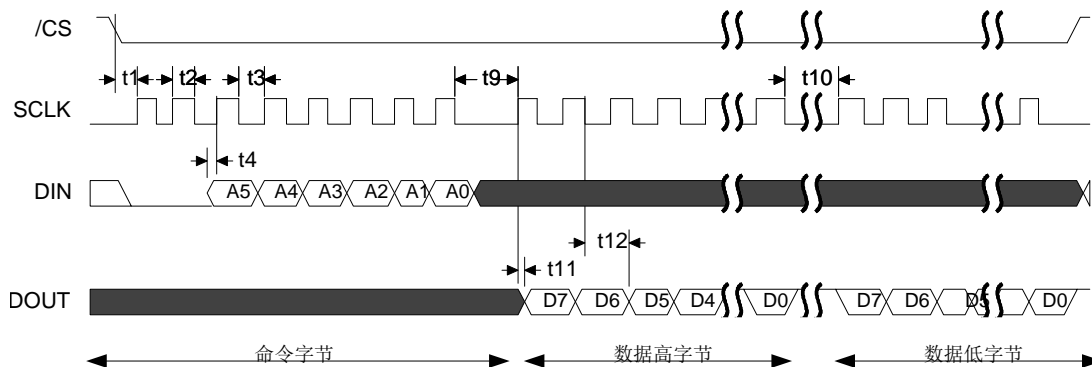 /CS
t1 t2 t3 t9 t10
SCLK
t4
DIN A5 A4 A3 A2 A1 A0
t12
t11
DOUT D7 D6 D5 D4 D0 D7 D6 D5 D0
命令字节 数据高字节 数据低字节